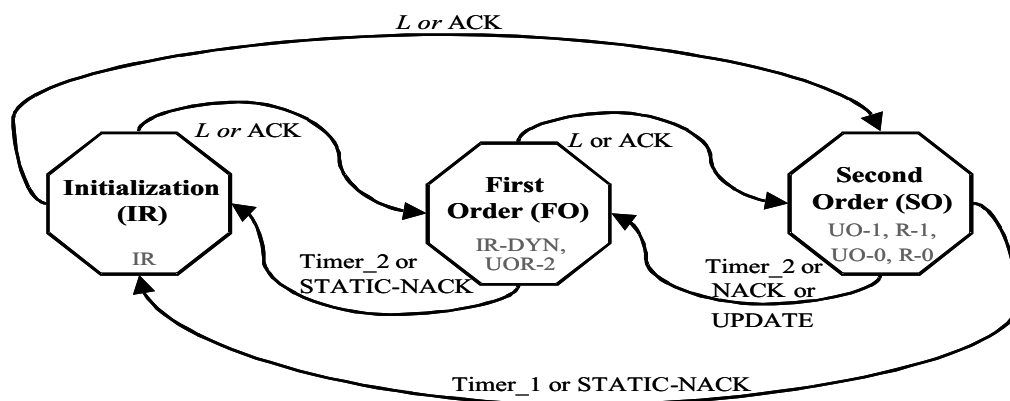 L or ACK
L or ACK
L or ACK
Initialization
(IR)
IR
First
Order (FO)
IR-DYN,
UOR-2
Second
Order (SO)
UO-1, R-1,
UO-0, R-0
Timer_2 or
STATIC-NACK
Timer_2 or
NACK or
UPDATE
Timer_1 or STATIC-NACK